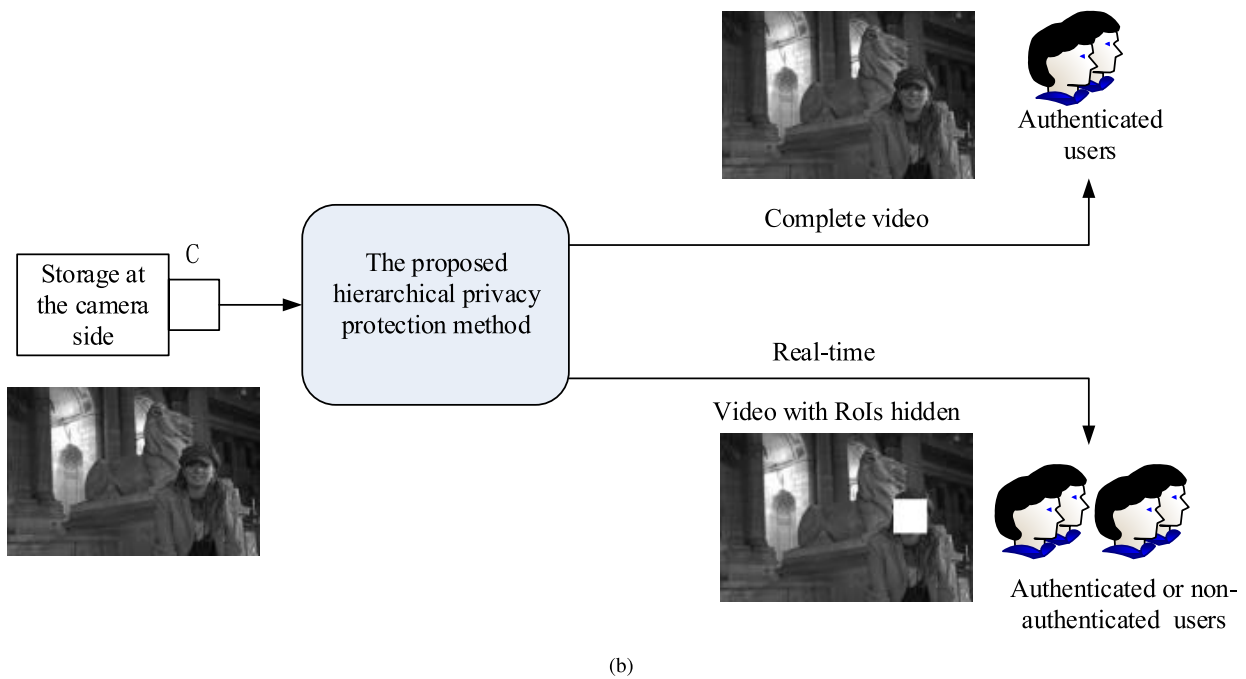 Authenticated
users
Complete video
C
Storage at
the camera
side
The proposed
hierarchical privacy
protection method
Real-time
Video with RoIs hidden
Authenticated or non-
authenticated users
(b)